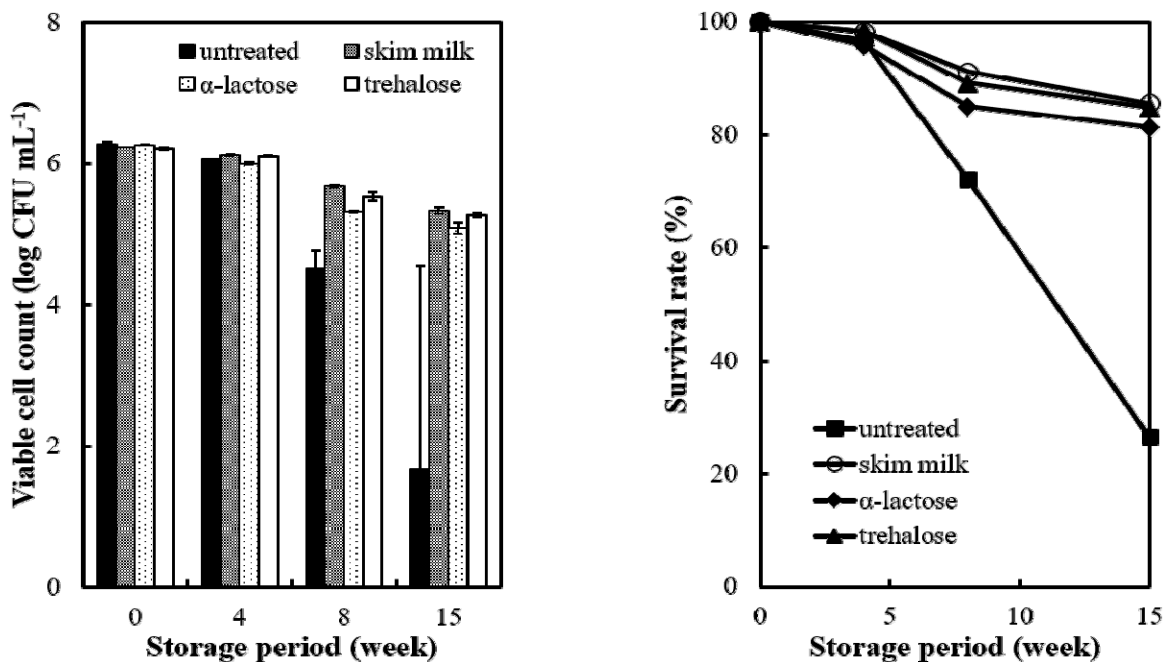 Viable cell count (log CFU mL⁻¹)
8
6
4
2
0
untreated
skim milk
α-lactose
trehalose
0 4 8 15
Storage period (week)
Survival rate (%)
100
80
60
40
20
0
untreated
skim milk
α-lactose
trehalose
0 5 10 15
Storage period (week)